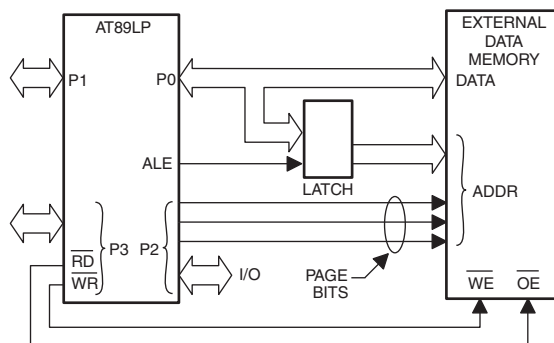 AT89LP
EXTERNAL
DATA
MEMORY
P1
P0
DATA
ALE
LATCH
ADDR
P3
P2
RD
WR
I/O
PAGE
BITS
WE
OE